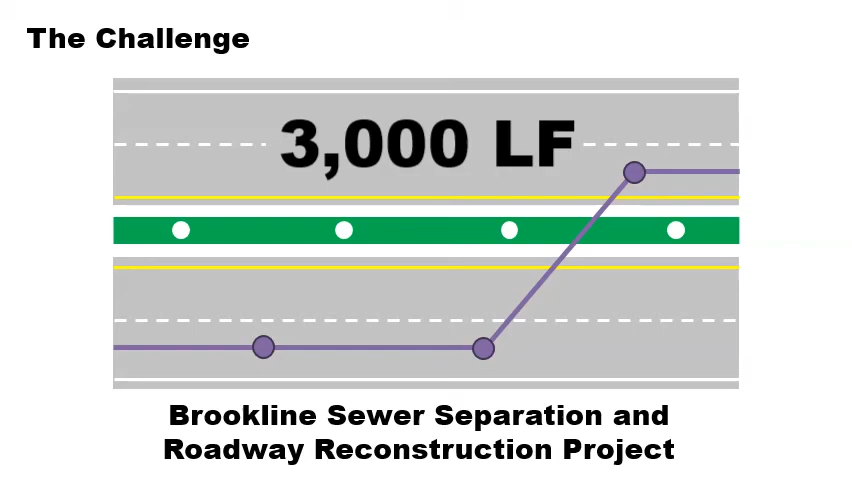 The Challenge
3,000 LF
Brookline Sewer Separation and
Roadway Reconstruction Project